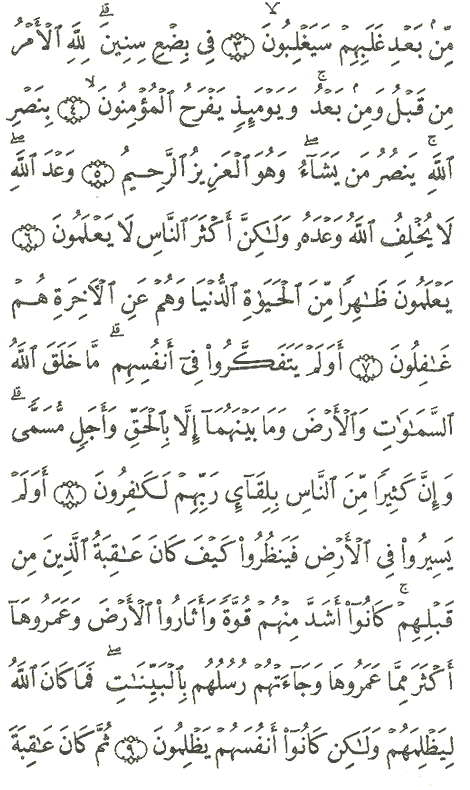 مِّنۢ بَعۡدِ غَلَبِهِمۡ سَيَغۡلِبُونَ ٣ فِي بِضۡعِ سِنِينَۗ لِلَّهِ ٱلۡأَمۡرُ
مِن قَبۡلُ وَمِنۢ بَعۡدُۚ وَيَوۡمَئِذٖ يَفۡرَحُ ٱلۡمُؤۡمِنُونَ ٤ بِنَصۡرِ
ٱللَّهِۚ يَنصُرُ مَن يَشَآءُۖ وَهُوَ ٱلۡعَزِيزُ ٱلرَّحِيمُ ٥ وَعۡدَ ٱللَّهِۖ
لَا يُخۡلِفُ ٱللَّهُ وَعۡدَهُۥ وَلَٰكِنَّ أَكۡثَرَ ٱلنَّاسِ لَا يَعۡلَمُونَ ٦
يَعۡلَمُونَ ظَٰهِرٗا مِّنَ ٱلۡحَيَوٰةِ ٱلدُّنۡيَا وَهُمۡ عَنِ ٱلۡأٓخِرَةِ هُمۡ
غَٰفِلُونَ ٧ أَوَلَمۡ يَتَفَكَّرُواْ فِيٓ أَنفُسِهِمۗ مَّا خَلَقَ ٱللَّهُ
ٱلسَّمَٰوَٰتِ وَٱلۡأَرۡضَ وَمَا بَيۡنَهُمَآ إِلَّا بِٱلۡحَقِّ وَأَجَلٖ مُّسَمّٗىۗ
وَإِنَّ كَثِيرٗا مِّنَ ٱلنَّاسِ بِلِقَآيِٕ رَبِّهِمۡ لَكَٰفِرُونَ ٨ أَوَلَمۡ
يَسِيرُواْ فِي ٱلۡأَرۡضِ فَيَنظُرُواْ كَيۡفَ كَانَ عَٰقِبَةُ ٱلَّذِينَ مِن
قَبۡلِهِمۡۚ كَانُوٓاْ أَشَدَّ مِنۡهُمۡ قُوَّةٗ وَأَثَارُواْ ٱلۡأَرۡضَ وَعَمَرُوهَآ
أَكۡثَرَ مِمَّا عَمَرُوهَا وَجَآءَتۡهُمۡ رُسُلُهُم بِٱلۡبَيِّنَٰتِۖ فَمَا كَانَ ٱللَّهُ
لِيَظۡلِمَهُمۡ وَلَٰكِن كَانُوٓاْ أَنفُسَهُمۡ يَظۡلِمُونَ ٩ ثُمَّ كَانَ عَٰقِبَةَ